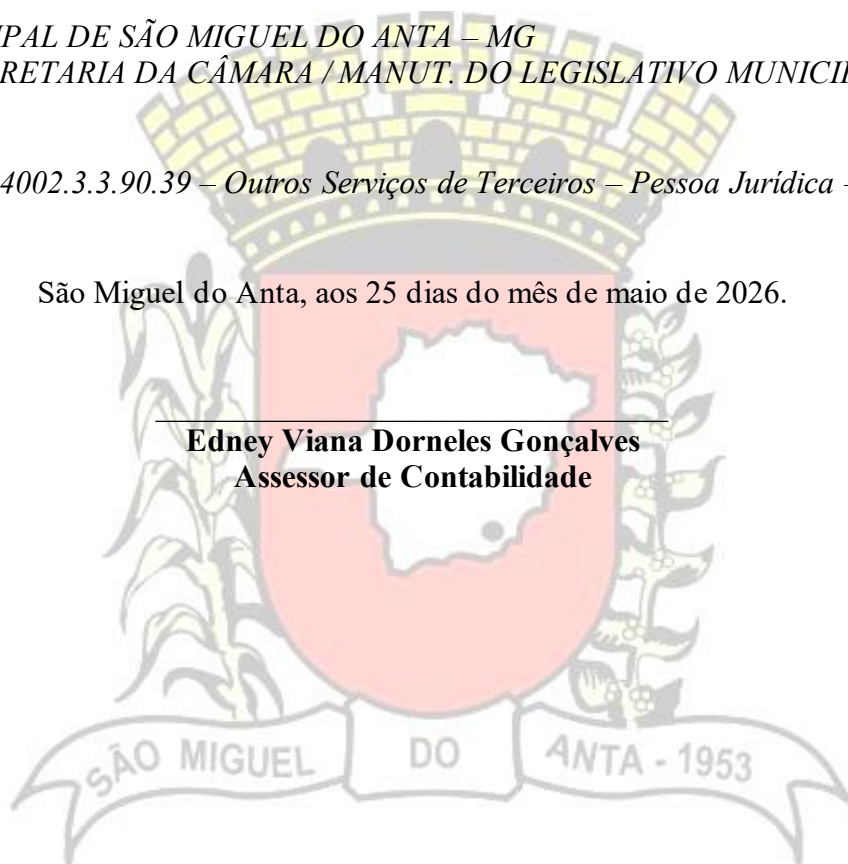 IPAL DE SÃO MIGUEL DO ANTA – MG
RETARIA DA CÂMARA / MANUT. DO LEGISLATIVO MUNICI
4002.3.3.90.39 – Outros Serviços de Terceiros – Pessoa Jurídica -
São Miguel do Anta, aos 25 dias do mês de maio de 2026.
Edney Viana Dorneles Gonçalves
Assessor de Contabilidade
SÃO MIGUEL DO ANTA - 1953